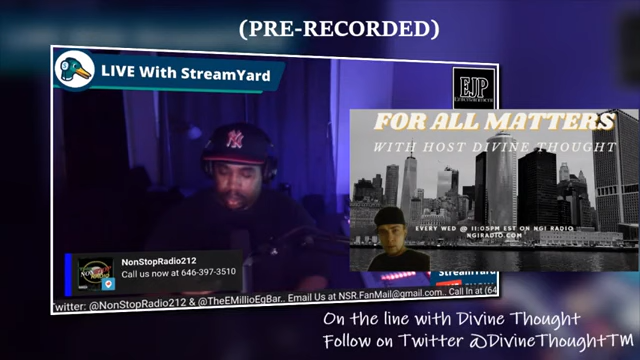 (PRE-RECORDED)
LIVE With StreamYard
EJP
FOR ALL MATTERS
WITH HOST DIVINE THOUGHT
EVERY WED @ 11:05PM EST ON NGI RADIO
NGIRADIO.COM
NonStopRadio212
Call us now at 646-397-3510
StreamYard
Twitter: @NonStopRadio212 & @TheEMillioEgBar.. Email Us at NSR.FanMail@gmail.com.. Call In at (64
On the line with Divine Thought
Follow on Twitter @DivineThoughtTM